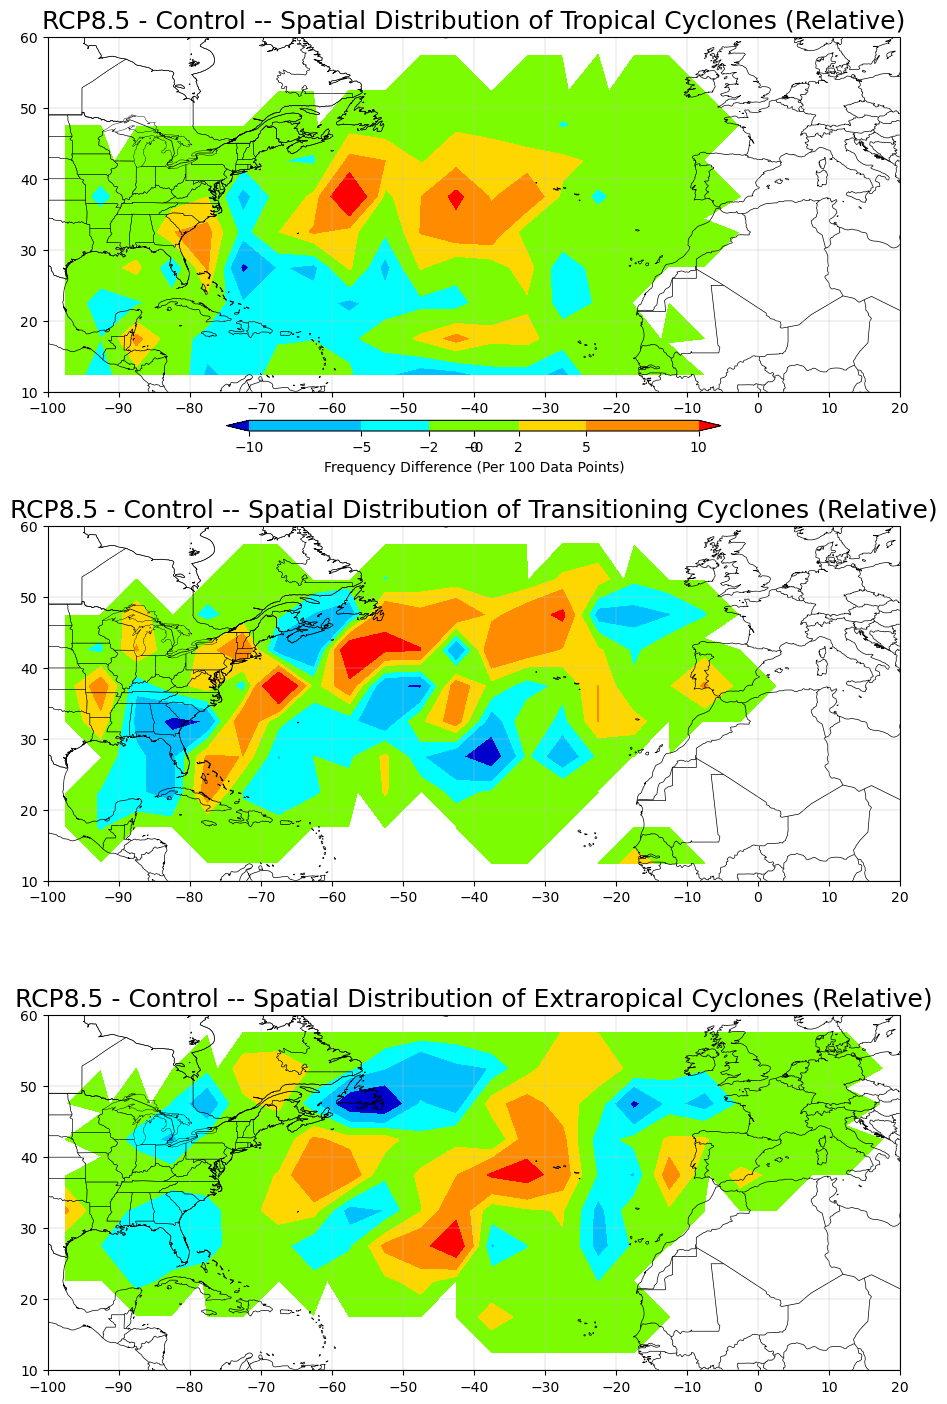 RCP8.5 - Control -- Spatial Distribution of Tropical Cyclones (Relative)
60
50
40
30
20
10
−100 −90 −80 −70 −60 −50 −40 −30 −20 −10 0 10 20
−10 −5 −2 −0 0 2 5 10
Frequency Difference (Per 100 Data Points)
RCP8.5 - Control -- Spatial Distribution of Transitioning Cyclones (Relative)
60
50
40
30
20
10
−100 −90 −80 −70 −60 −50 −40 −30 −20 −10 0 10 20
RCP8.5 - Control -- Spatial Distribution of Extraropical Cyclones (Relative)
60
50
40
30
20
10
−100 −90 −80 −70 −60 −50 −40 −30 −20 −10 0 10 20